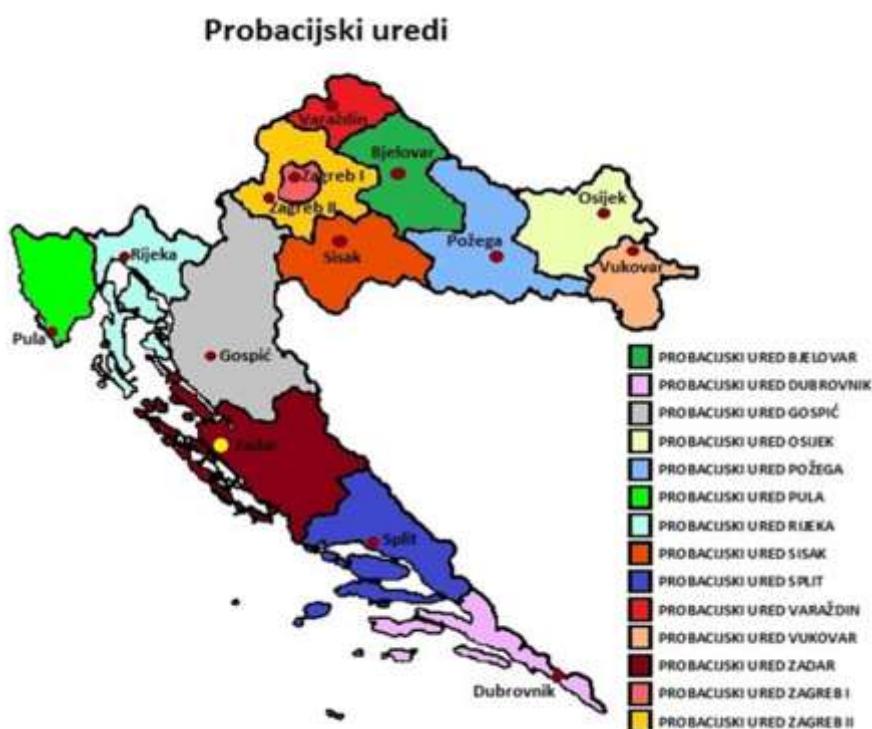 Probacijski uredi
Varaždin
Bjelovar
Zagreb I
Zagreb II
Osijek
Rijeka
Sisak
Požega
Vukovar
Pula
Gospić
Zadar
Split
Dubrovnik
PROBACIJSKI URED BJELOVAR
PROBACIJSKI URED DUBROVNIK
PROBACIJSKI URED GOSPIĆ
PROBACIJSKI URED OSIJEK
PROBACIJSKI URED POŽEGA
PROBACIJSKI URED PULA
PROBACIJSKI URED RIJEKA
PROBACIJSKI URED SISAK
PROBACIJSKI URED SPLIT
PROBACIJSKI URED VARAŽDIN
PROBACIJSKI URED VUKOVAR
PROBACIJSKI URED ZADAR
PROBACIJSKI URED ZAGREB I
PROBACIJSKI URED ZAGREB II